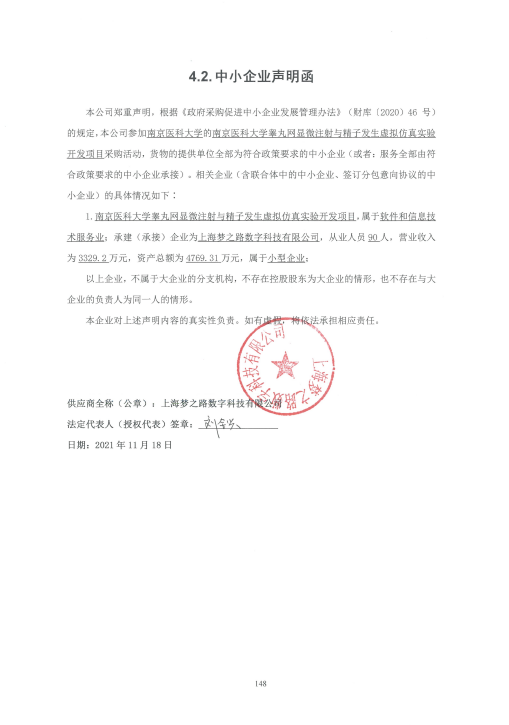 4.2.中小企业声明函
本公司郑重声明，根据《政府采购促进中小企业发展管理办法》（财库〔2020〕46 号）
的规定，本公司参加南京医科大学的南京医科大学睾丸网显微注射与精子发生虚拟仿真实验
开发项目采购活动，货物的提供单位全部为符合政策要求的中小企业（或者：服务全部由符
合政策要求的中小企业承接）。相关企业（含联合体中的中小企业、签订分包意向协议的中
小企业）的具体情况如下：
1.南京医科大学睾丸网显微注射与精子发生虚拟仿真实验开发项目，属于软件和信息技
术服务业；承建（承接）企业为上海梦之路数字科技有限公司，从业人员 90 人，营业收入
为 3329.2 万元，资产总额为 4769.31 万元，属于小型企业；
以上企业，不属于大企业的分支机构，不存在控股股东为大企业的情形，也不存在与大
企业的负责人为同一人的情形。
本企业对上述声明内容的真实性负责。如有虚假，将依法承担相应责任。
上海梦之路数字科技有限公司
供应商全称（公章）：上海梦之路数字科技有限公司
法定代表人（授权代表）签章：
日期：2021 年 11 月 18 日
148